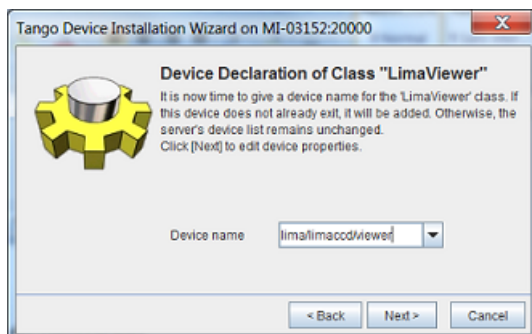 Tango Device Installation Wizard on MI-03152:20000
Device Declaration of Class "LimaViewer"
It is now time to give a device name for the 'LimaViewer' class. If
this device does not already exit, it will be added. Otherwise, the
server's device list remains unchanged.
Click [Next] to edit device properties.
Device name lima/limaccd/viewer
< Back Next > Cancel